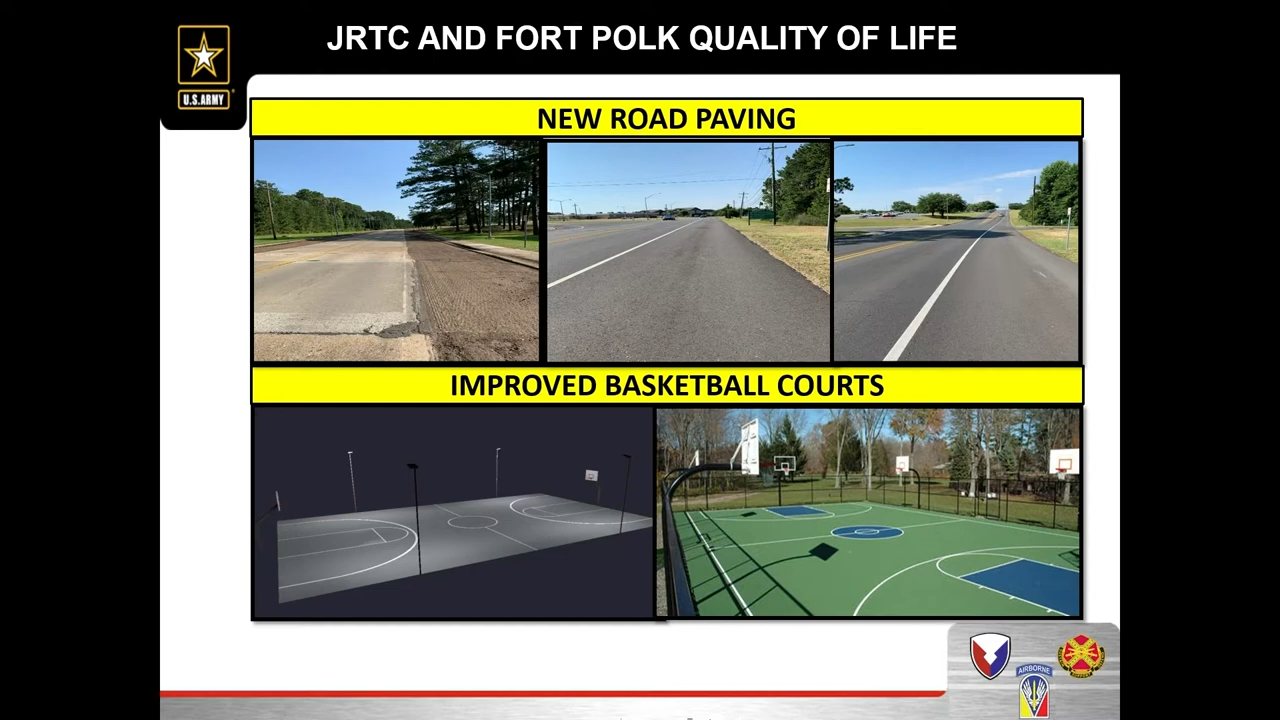 JRTC AND FORT POLK QUALITY OF LIFE
U.S.ARMY
NEW ROAD PAVING
IMPROVED BASKETBALL COURTS
AIRBORNE